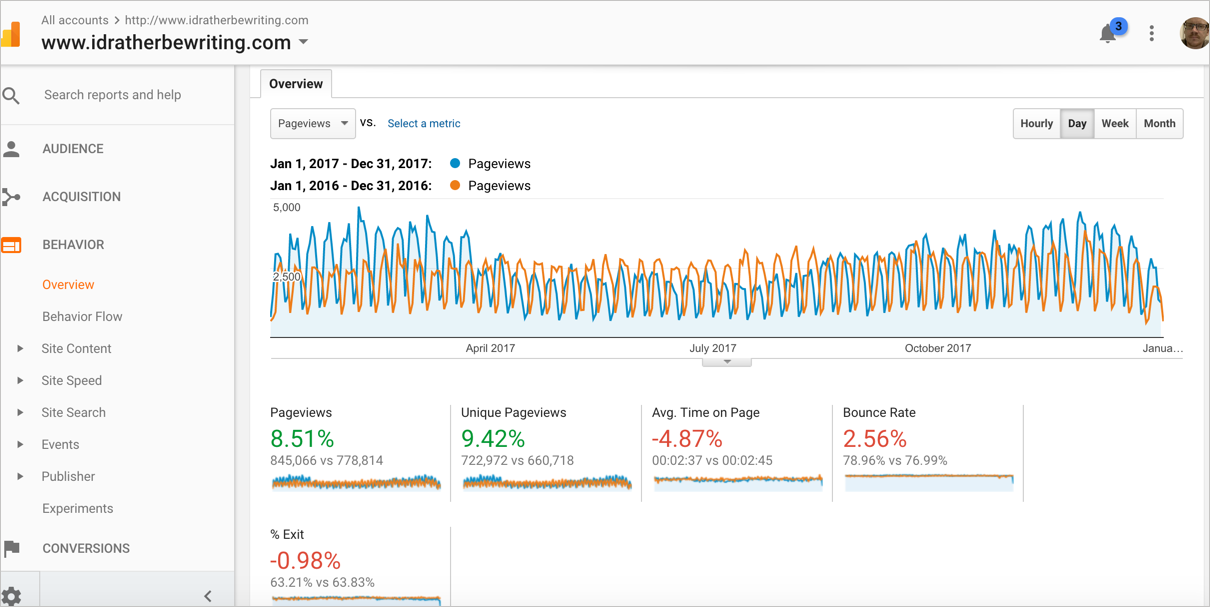 All accounts > http://www.idratherbewriting.com
www.idratherbewriting.com
3
Search reports and help
AUDIENCE
ACQUISITION
BEHAVIOR
Overview
Behavior Flow
Site Content
Site Speed
Site Search
Events
Publisher
Experiments
CONVERSIONS
Overview
Pageviews vs. Select a metric
Hourly Day Week Month
Jan 1, 2017 - Dec 31, 2017: Pageviews
Jan 1, 2016 - Dec 31, 2016: Pageviews
5,000
2,500
April 2017 July 2017 October 2017 Janua...
Pageviews
8.51%
845,066 vs 778,814
Unique Pageviews
9.42%
722,972 vs 660,718
Avg. Time on Page
-4.87%
00:02:37 vs 00:02:45
Bounce Rate
2.56%
78.96% vs 76.99%
% Exit
-0.98%
63.21% vs 63.83%